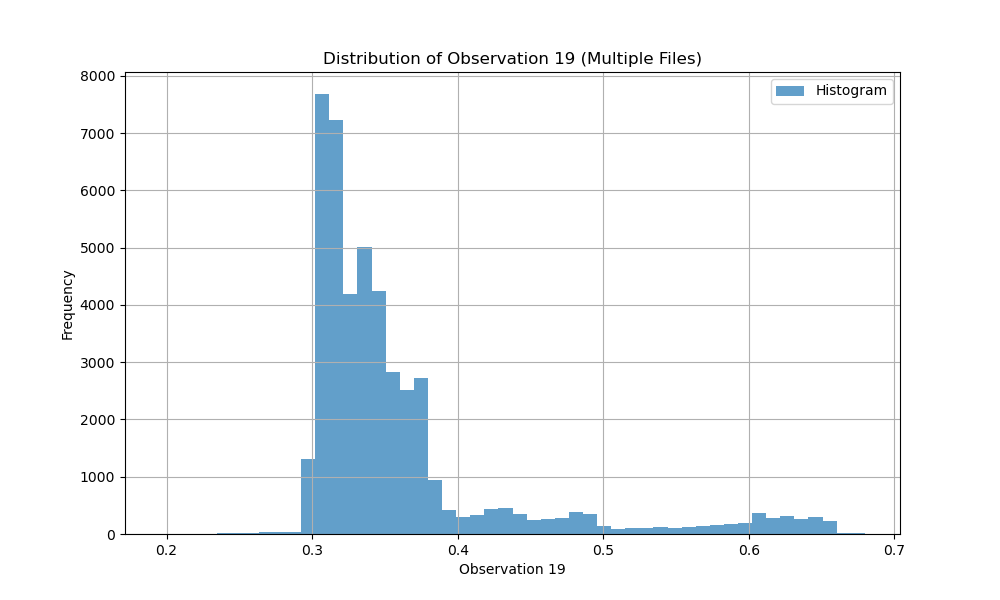 Distribution of Observation 19 (Multiple Files)
Histogram
8000
7000
6000
5000
4000
3000
2000
1000
0
Frequency
0.2 0.3 0.4 0.5 0.6 0.7
Observation 19